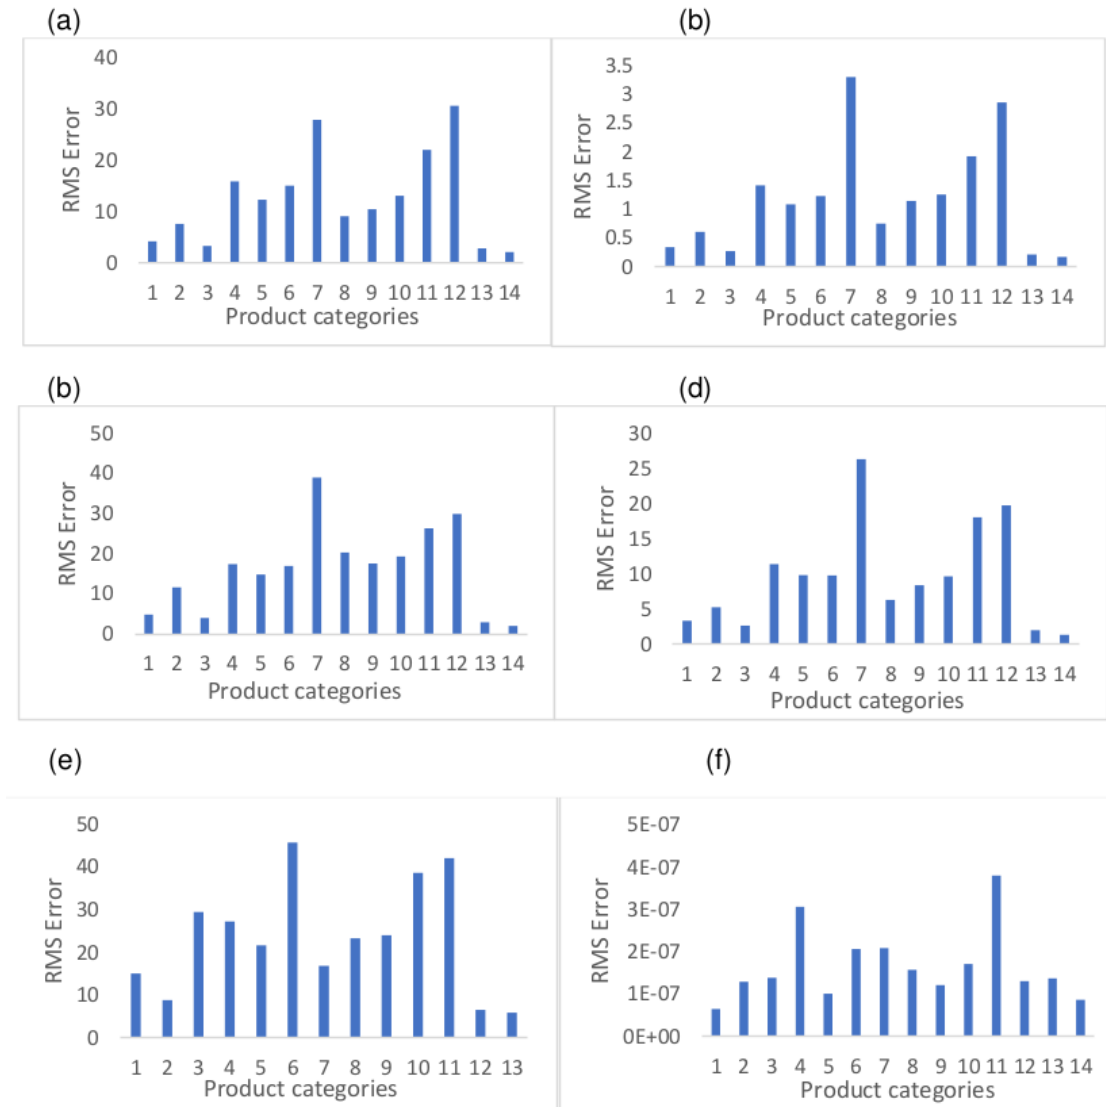 (a)
40
30
20
10
0
RMS Error
1 2 3 4 5 6 7 8 9 10 11 12 13 14
Product categories
(b)
3.5
3
2.5
2
1.5
1
0.5
0
RMS Error
1 2 3 4 5 6 7 8 9 10 11 12 13 14
Product categories
(b)
50
40
30
20
10
0
RMS Error
1 2 3 4 5 6 7 8 9 10 11 12 13 14
Product categories
(d)
30
25
20
15
10
5
0
RMS Error
1 2 3 4 5 6 7 8 9 10 11 12 13 14
Product categories
(e)
50
40
30
20
10
0
RMS Error
1 2 3 4 5 6 7 8 9 10 11 12 13
Product categories
(f)
5E-07
4E-07
3E-07
2E-07
1E-07
0E+00
RMS Error
1 2 3 4 5 6 7 8 9 10 11 12 13 14
Product categories